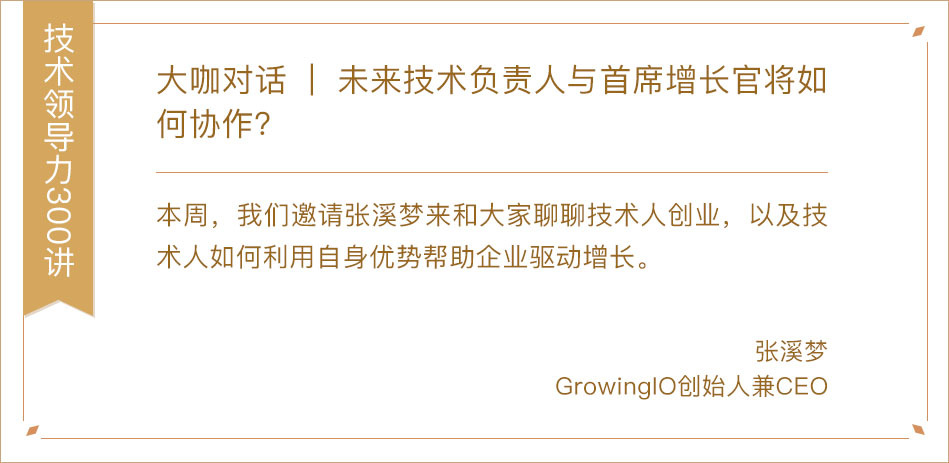 技术领导力300讲
大咖对话 | 未来技术负责人与首席增长官将如
何协作？
本周，我们邀请张溪梦来和大家聊聊技术人创业，以及技
术人如何利用自身优势帮助企业驱动增长。
张溪梦
GrowingIO创始人兼CEO